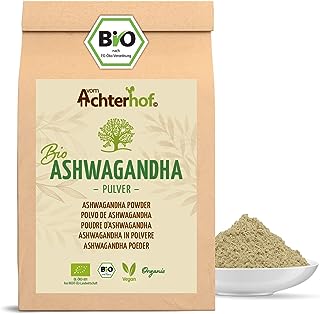 BiO
nach
EG-Öko-Verordnung
vom
Achterhof
Bio
ASHWAGANDHA
– PULVER –
ASHWAGANDHA POWDER
POLVO DE ASHWAGANDHA
POUDRE D'ASHWAGANDHA
ASHWAGANDHA IN POLVERE
ASHWAGANDHA POEDER
BiO
Vegan
Organic